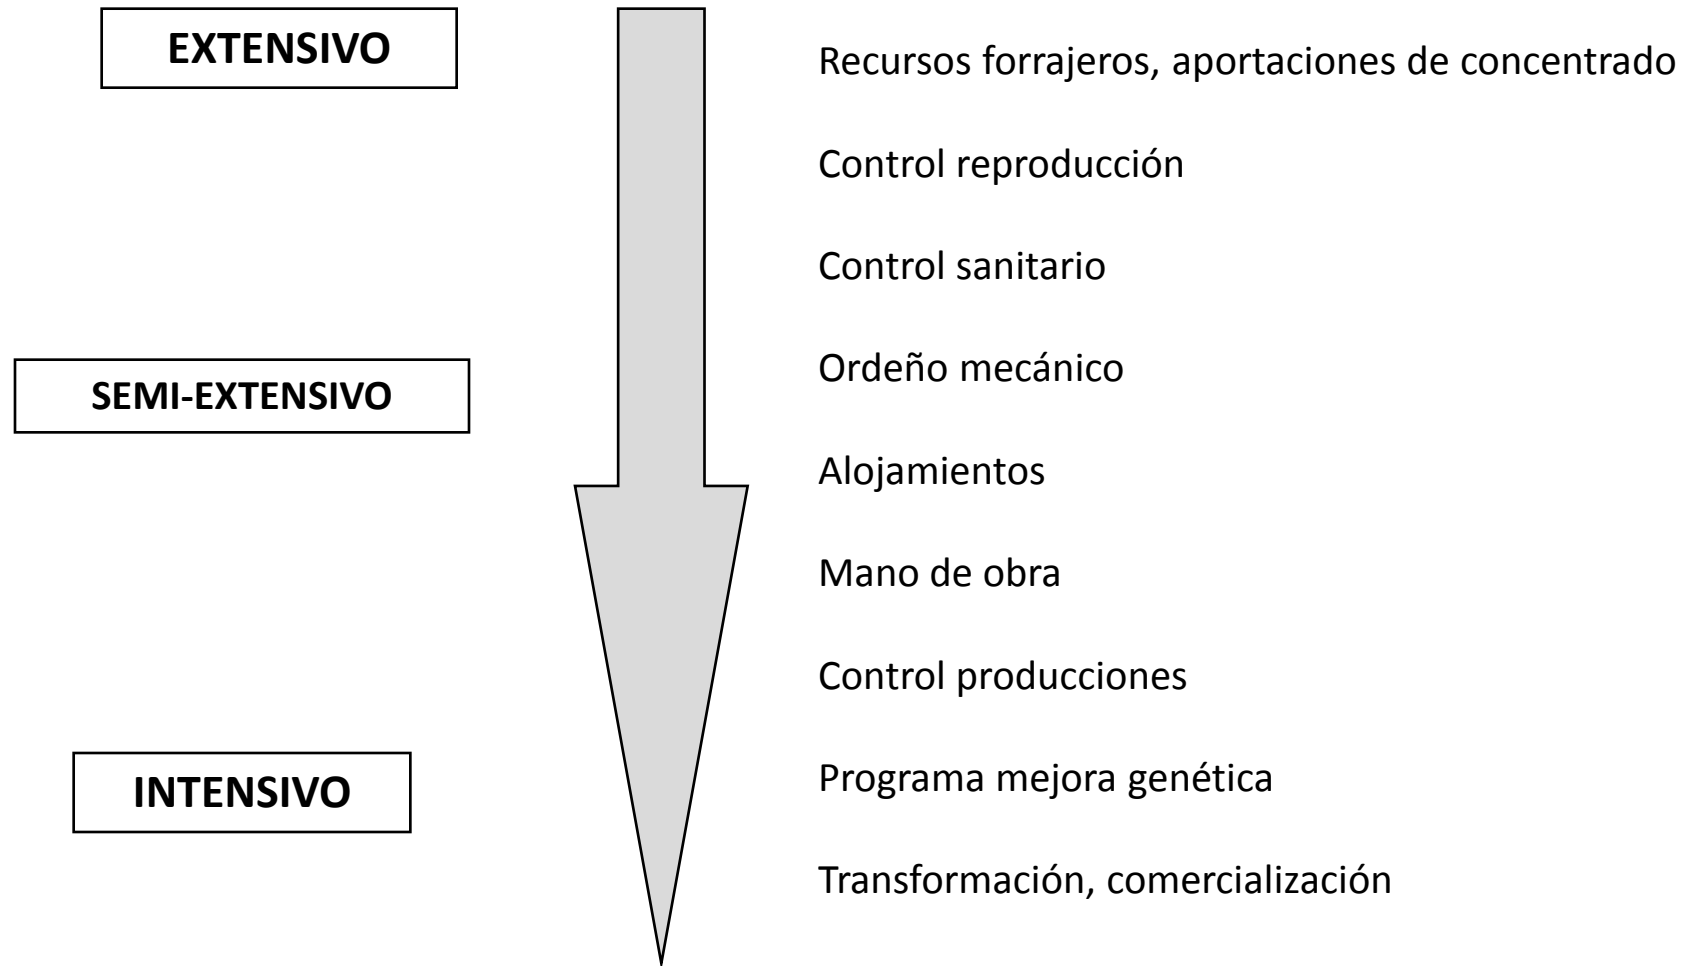 EXTENSIVO
SEMI-EXTENSIVO
INTENSIVO
Recursos forrajeros, aportaciones de concentrado
Control reproducción
Control sanitario
Ordeño mecánico
Alojamientos
Mano de obra
Control producciones
Programa mejora genética
Transformación, comercialización